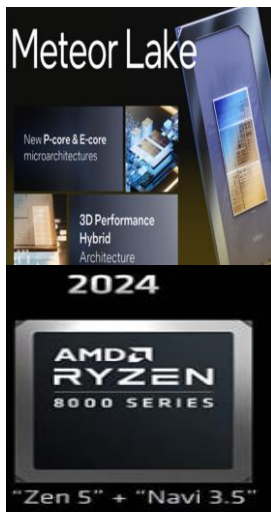 Meteor Lake
New P-core & E-core
microarchitectures
3D Performance
Hybrid
Architecture
2024
AMD
RYZEN
8000 SERIES
"Zen 5" + "Navi 3.5"